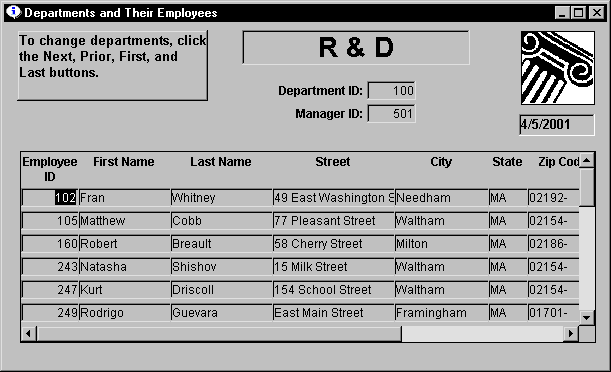 Departments and Their Employees
To change departments, click
the Next, Prior, First, and
Last buttons.
R & D
Department ID: 100
Manager ID: 501
4/5/2001
Employee ID First Name Last Name Street City State Zip Cod
102 Fran Whitney 49 East Washington S Needham MA 02192-
105 Matthew Cobb 77 Pleasant Street Waltham MA 02154-
160 Robert Breault 58 Cherry Street Milton MA 02186-
243 Natasha Shishov 15 Milk Street Waltham MA 02154-
247 Kurt Driscoll 154 School Street Waltham MA 02154-
249 Rodrigo Guevara East Main Street Framingham MA 01701-